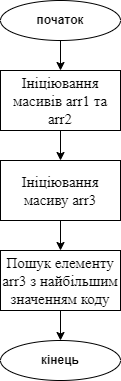 початок
Ініціювання
масивів arr1 та
arr2
Ініціювання
масиву arr3
Пошук елементу
arr3 з найбільшим
значенням коду
кінець